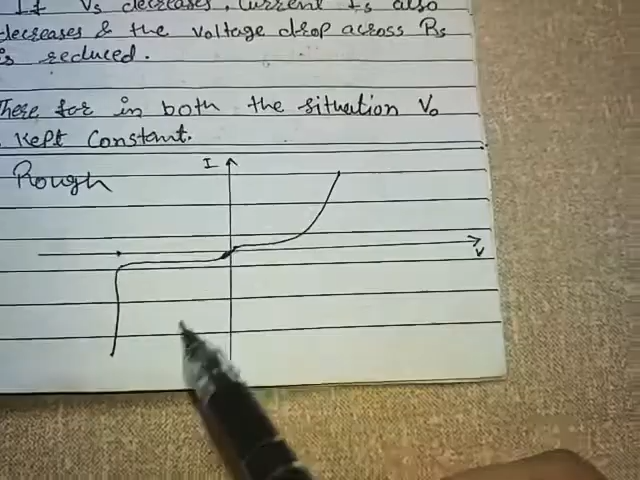 If Vs decreases, Current Is also
decreases & the voltage drop across Rs
is reduced.
There for in both the situation Vo
Kept Constant.
Rough
I
V